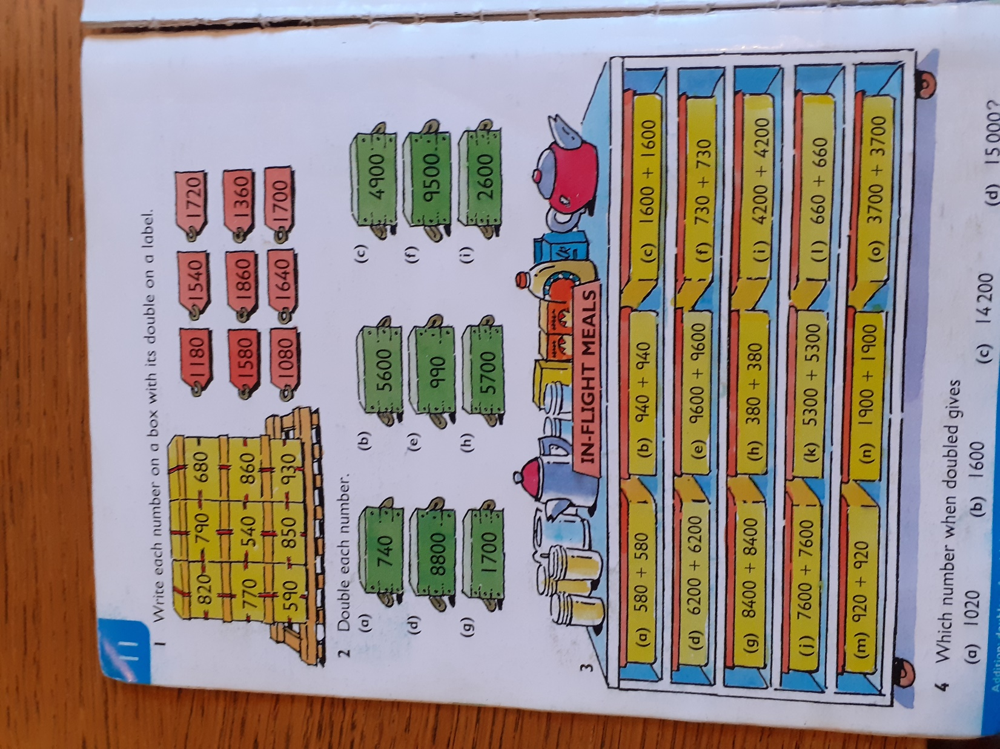 11
1 Write each number on a box with its double on a label.
820 790 680
770 540 860
590 850 930
1180 1540 1720
1580 1860 1360
1080 1640 1700
2 Double each number.
(a) 740 (b) 5600 (c) 4900
(d) 8800 (e) 990 (f) 9500
(g) 1700 (h) 5700 (i) 2600
3
IN-FLIGHT MEALS
(a) 580 + 580 (b) 940 + 940 (c) 1600 + 1600
(d) 6200 + 6200 (e) 9600 + 9600 (f) 730 + 730
(g) 8400 + 8400 (h) 380 + 380 (i) 4200 + 4200
(j) 7600 + 7600 (k) 5300 + 5300 (l) 660 + 660
(m) 920 + 920 (n) 1900 + 1900 (o) 3700 + 3700
4 Which number when doubled gives
(a) 1020 (b) 1600 (c) 14 200 (d) 15 000?